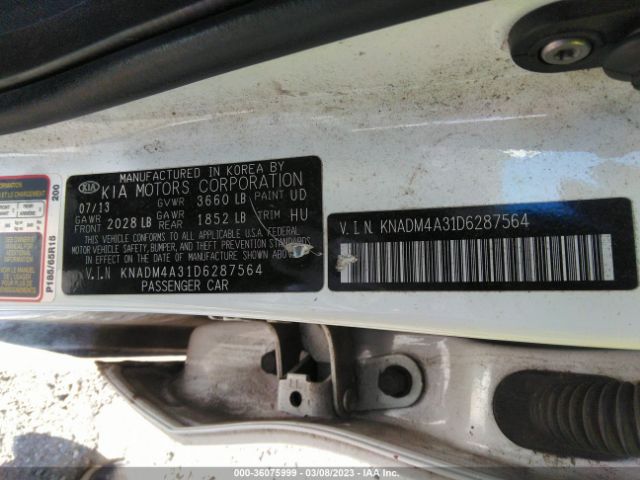 MANUFACTURED IN KOREA BY
KIA KIA MOTORS CORPORATION
07/13 GVWR 3660 LB PAINT UD
GAWR FRONT 2028 LB GAWR REAR 1852 LB TRIM HU
THIS VEHICLE CONFORMS TO ALL APPLICABLE U.S. FEDERAL
MOTOR VEHICLE SAFETY, BUMPER, AND THEFT PREVENTION STANDARDS
IN EFFECT ON THE DATE OF MANUFACTURE SHOWN ABOVE.
V.I.N KNADM4A31D6287564
PASSENGER CAR
V.I.N. KNADM4A31D6287564
P185/65R15
200
000-36075999 — 03/08/2023 — IAA Inc.